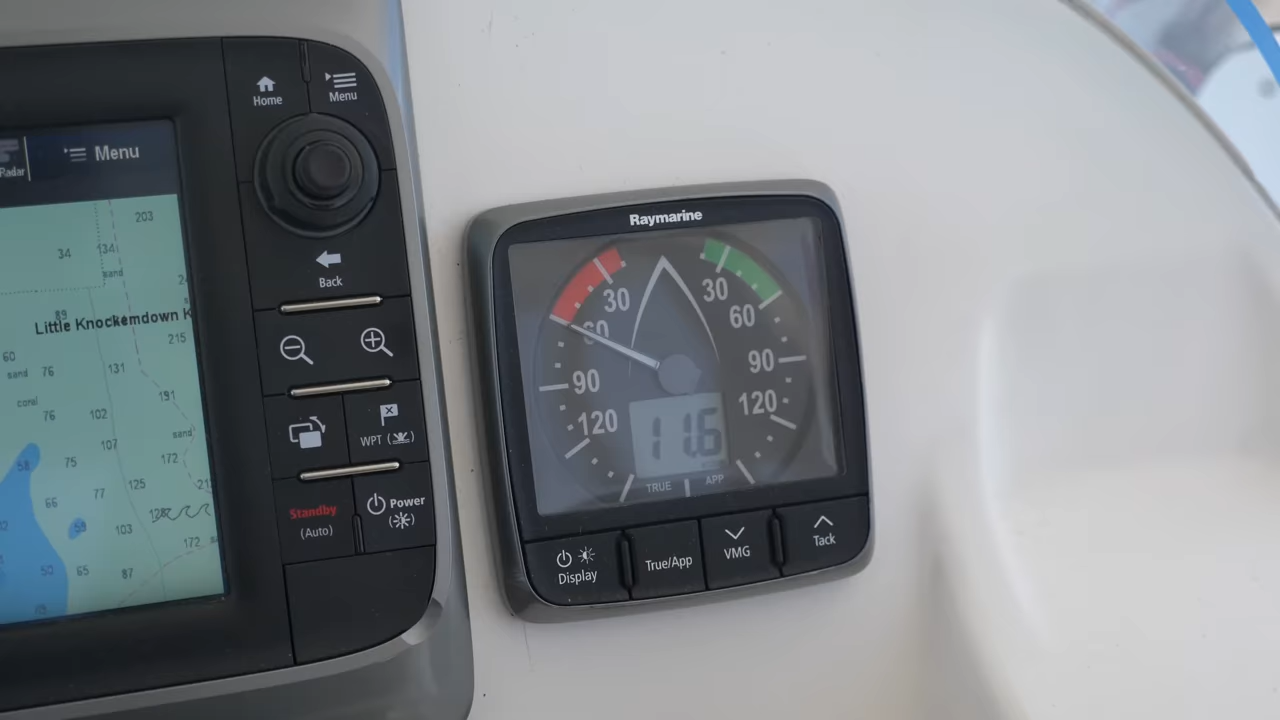 Home
Menu
Radar
Menu
203
34
134
sand
Back
89
Little Knockemdown K
215
60
sand
76
131
191
coral
76
102
sand
107
172
58
75
125
77
66
103
172
50
65
87
WPT
Standby
(Auto)
Power
Raymarine
30
30
60
60
90
90
120
120
11.6
TRUE
APP
Display
True/App
VMG
Tack